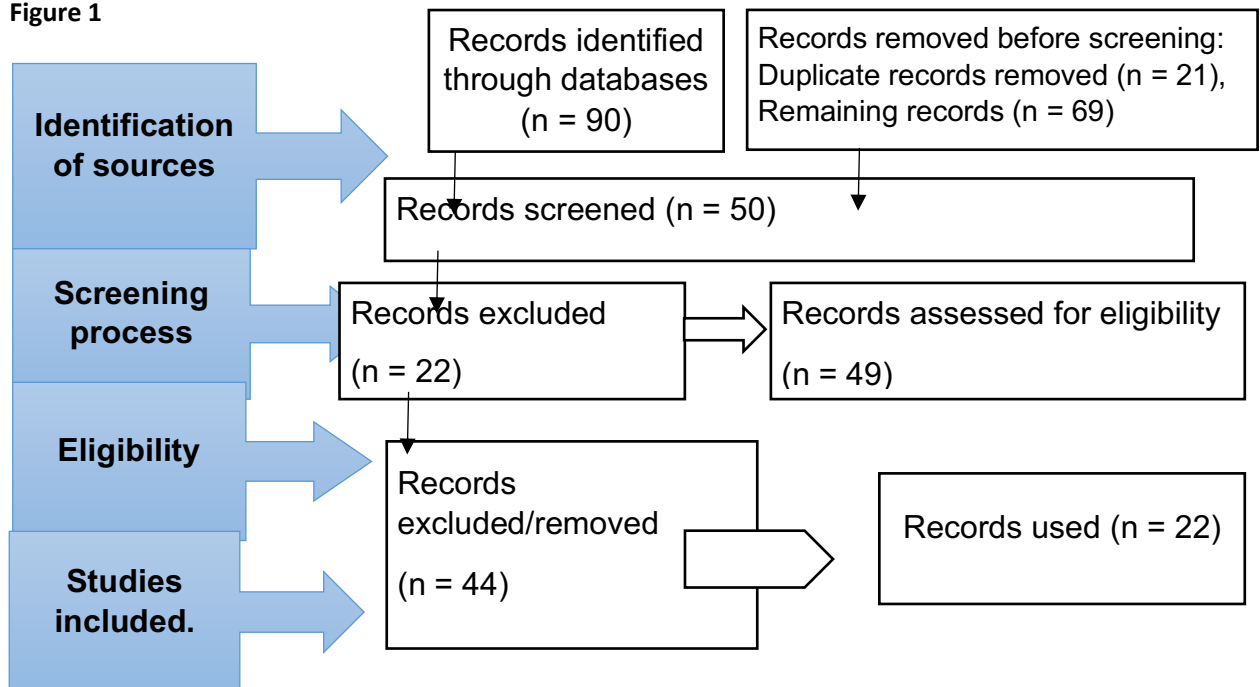 Figure 1
Records identified
through databases
(n = 90)
Records removed before screening:
Duplicate records removed (n = 21),
Remaining records (n = 69)
Identification
of sources
Records screened (n = 50)
Screening
process
Records excluded
(n = 22)
Records assessed for eligibility
(n = 49)
Eligibility
Records
excluded/removed
(n = 44)
Records used (n = 22)
Studies
included.